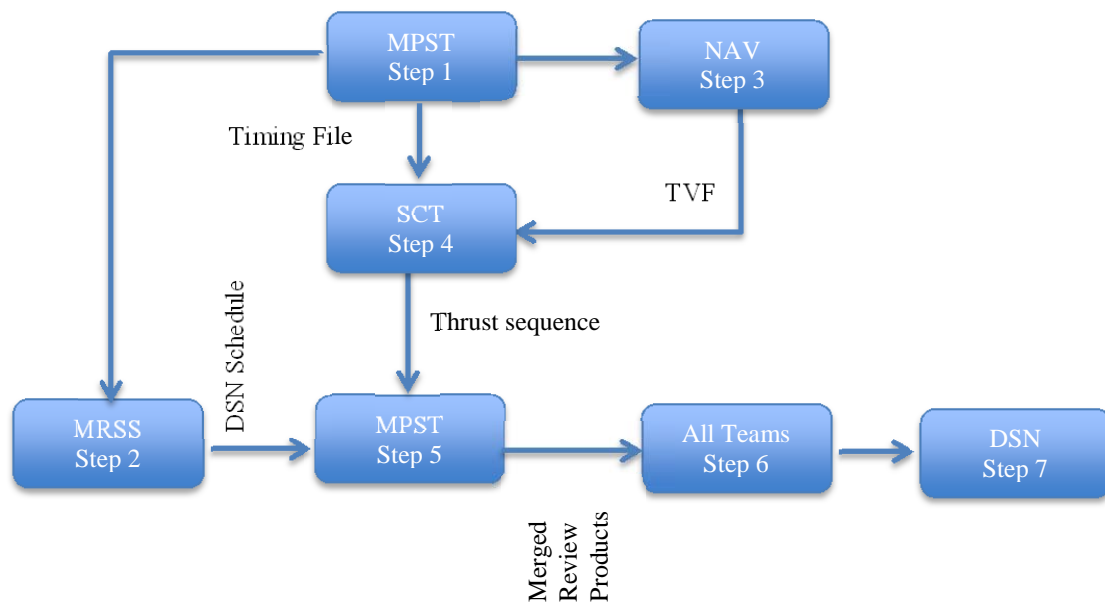 MPST
Step 1
NAV
Step 3
Timing File
TVF
SCT
Step 4
DSN Schedule
Thrust sequence
MRSS
Step 2
MPST
Step 5
All Teams
Step 6
DSN
Step 7
Merged
Review
Products